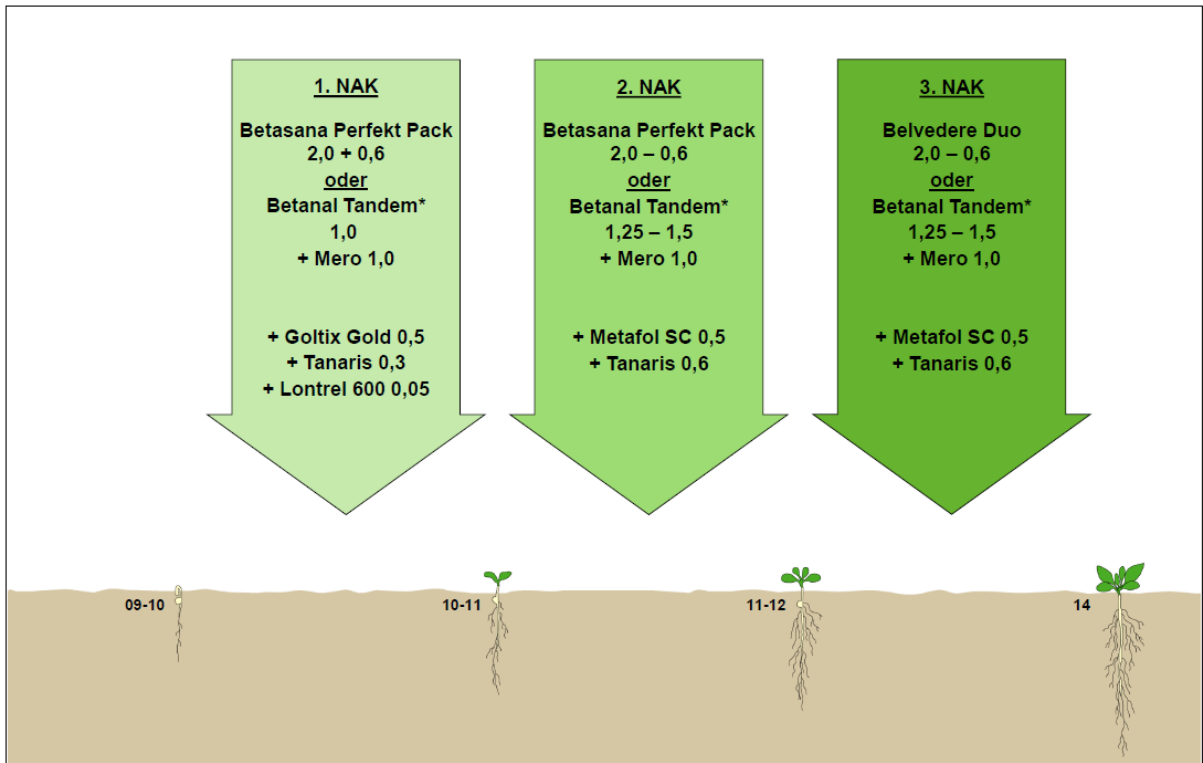 1. NAK
Betasana Perfekt Pack
2,0 + 0,6
oder
Betanal Tandem*
1,0
+ Mero 1,0
+ Goltix Gold 0,5
+ Tanaris 0,3
+ Lontrel 600 0,05
2. NAK
Betasana Perfekt Pack
2,0 – 0,6
oder
Betanal Tandem*
1,25 – 1,5
+ Mero 1,0
+ Metafol SC 0,5
+ Tanaris 0,6
3. NAK
Belvedere Duo
2,0 – 0,6
oder
Betanal Tandem*
1,25 – 1,5
+ Mero 1,0
+ Metafol SC 0,5
+ Tanaris 0,6
09-10
10-11
11-12
14